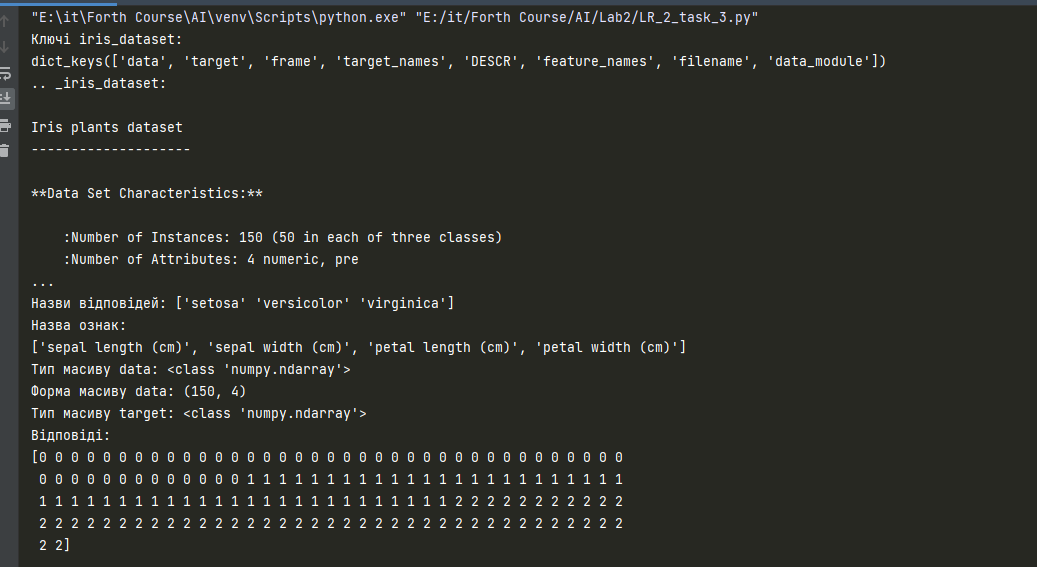 "E:\it\Forth Course\AI\venv\Scripts\python.exe" "E:/it/Forth Course/AI/Lab2/LR_2_task_3.py"
Ключі iris_dataset:
dict_keys(['data', 'target', 'frame', 'target_names', 'DESCR', 'feature_names', 'filename', 'data_module'])
.. _iris_dataset:
Iris plants dataset
--------------------
**Data Set Characteristics:**
:Number of Instances: 150 (50 in each of three classes)
:Number of Attributes: 4 numeric, pre
...
Назви відповідей: ['setosa' 'versicolor' 'virginica']
Назва ознак:
['sepal length (cm)', 'sepal width (cm)', 'petal length (cm)', 'petal width (cm)']
Тип масиву data: <class 'numpy.ndarray'>
Форма масиву data: (150, 4)
Тип масиву target: <class 'numpy.ndarray'>
Відповіді:
[0 0 0 0 0 0 0 0 0 0 0 0 0 0 0 0 0 0 0 0 0 0 0 0 0 0 0 0 0 0 0 0 0 0 0 0 0
0 0 0 0 0 0 0 0 0 0 0 0 0 1 1 1 1 1 1 1 1 1 1 1 1 1 1 1 1 1 1 1 1 1 1 1 1
1 1 1 1 1 1 1 1 1 1 1 1 1 1 1 1 1 1 1 1 1 1 1 1 1 1 2 2 2 2 2 2 2 2 2 2 2
2 2 2 2 2 2 2 2 2 2 2 2 2 2 2 2 2 2 2 2 2 2 2 2 2 2 2 2 2 2 2 2 2 2 2 2 2
2 2]